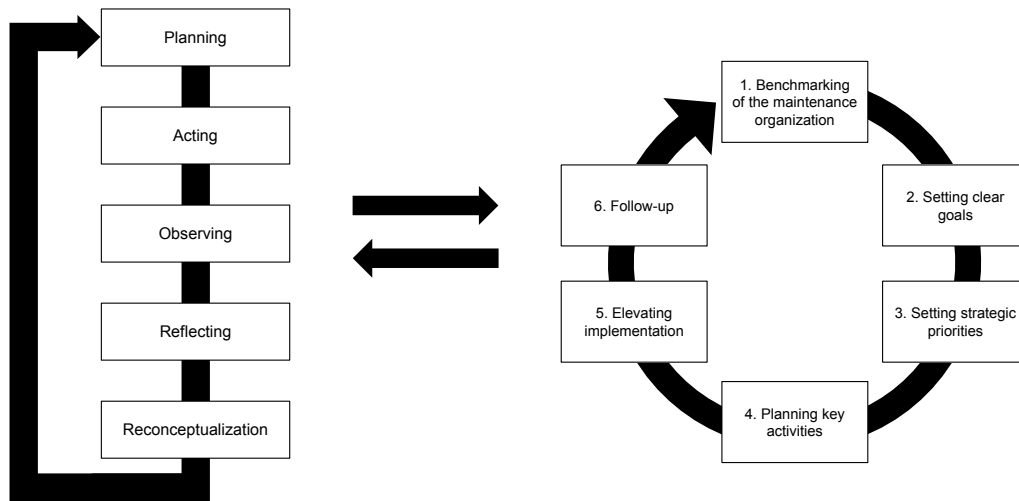 Planning
Acting
Observing
Reflecting
Reconceptualization
1. Benchmarking
of the maintenance
organization
2. Setting clear
goals
3. Setting strategic
priorities
4. Planning key
activities
5. Elevating
implementation
6. Follow-up